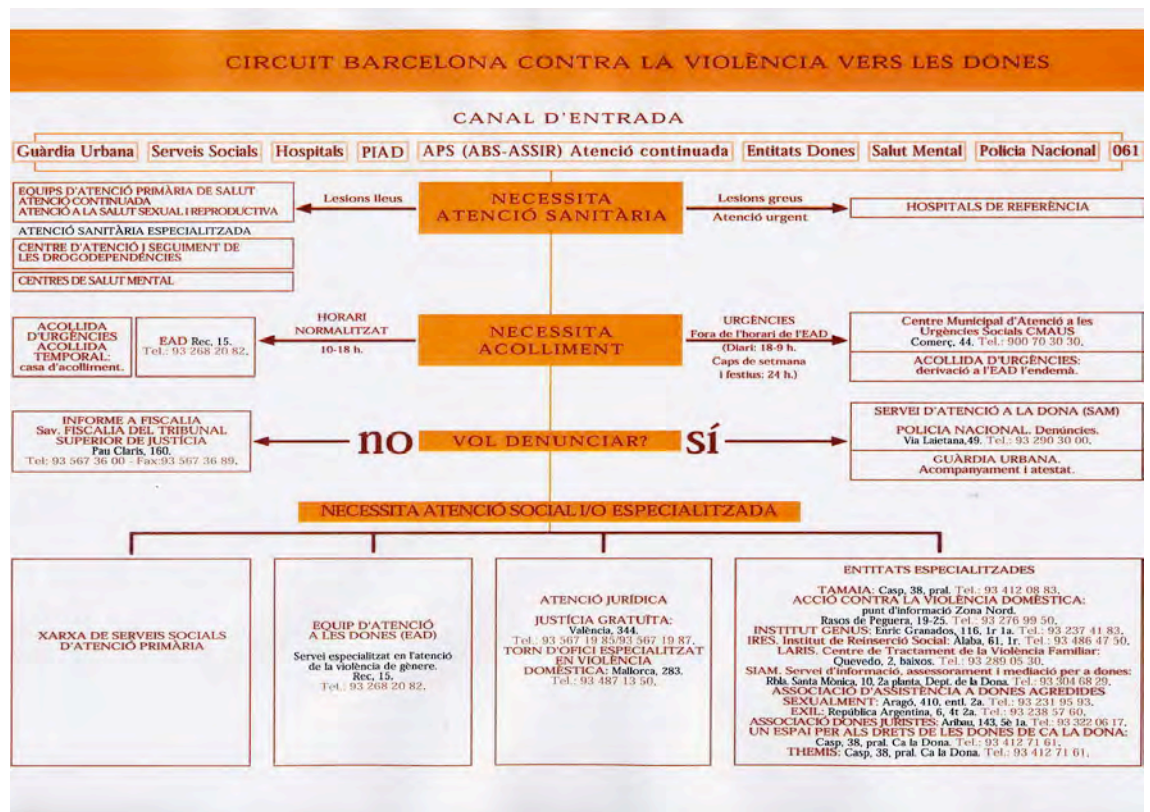 CIRCUIT BARCELONA CONTRA LA VIOLÈNCIA VERS LES DONES
CANAL D'ENTRADA
Guàrdia Urbana Serveis Socials Hospitals PIAD APS (ABS-ASSIR) Atenció continuada Entitats Dones Salut Mental Policia Nacional 061
EQUIPS D'ATENCIÓ PRIMÀRIA DE SALUT
ATENCIÓ CONTINUADA
ATENCIÓ A LA SALUT SEXUAL I REPRODUCTIVA
ATENCIÓ SANITÀRIA ESPECIALITZADA
CENTRE D'ATENCIÓ I SEGUIMENT DE
LES DROGODEPENDÈNCIES
CENTRES DE SALUT MENTAL
Lesions lleus
NECESSITA
ATENCIÓ SANITÀRIA
Lesions greus
Atenció urgent
HOSPITALS DE REFERÈNCIA
ACOLLIDA
D'URGÈNCIES
ACOLLIDA
TEMPORAL:
casa d'acolliment.
EAD Rec, 15.
Tel.: 93 268 20 82.
HORARI
NORMALITZAT
10-18 h.
NECESSITA
ACOLLIMENT
URGÈNCIES
Fora de l'horari de l'EAD
(Diari: 18-9 h.
Caps de setmana
i festius: 24 h.)
Centre Municipal d'Atenció a les
Urgències Socials CMAUS
Comerç, 44. Tel.: 900 70 30 30.
ACOLLIDA D'URGÈNCIES:
derivació a l'EAD l'endemà.
INFORME A FISCALIA
Sav. FISCALIA DEL TRIBUNAL
SUPERIOR DE JUSTÍCIA
Pau Claris, 160.
Tel: 93 567 36 00 - Fax:93 567 36 89.
no
VOL DENUNCIAR?
sí
SERVEI D'ATENCIÓ A LA DONA (SAM)
POLICIA NACIONAL. Denúncies.
Via Laietana,49. Tel.: 93 290 30 00.
GUÀRDIA URBANA.
Acompanyament i atestat.
NECESSITA ATENCIÓ SOCIAL I/O ESPECIALITZADA
XARXA DE SERVEIS SOCIALS
D'ATENCIÓ PRIMÀRIA
EQUIP D'ATENCIÓ
A LES DONES (EAD)
Servei especialitzat en l'atenció
de la violència de gènere.
Rec, 15.
Tel.: 93 268 20 82.
ATENCIÓ JURÍDICA
JUSTÍCIA GRATUÏTA:
València, 344.
Tel.: 93 567 19 85/93 567 19 87.
TORN D'OFICI ESPECIALITZAT
EN VIOLÈNCIA
DOMÈSTICA: Mallorca, 283.
Tel.: 93 487 13 50.
ENTITATS ESPECIALITZADES
TAMAIA: Casp, 38, pral. Tel.: 93 412 08 83.
ACCIÓ CONTRA LA VIOLÈNCIA DOMÈSTICA:
punt d'informació Zona Nord.
Rasos de Peguera, 19-25. Tel.: 93 276 99 50.
INSTITUT GENUS: Enric Granados, 116, 1r 1a. Tel.: 93 237 41 83.
IRES. Institut de Reinserció Social: Àlaba, 61, 1r. Tel.: 93 486 47 50.
LARIS. Centre de Tractament de la Violència Familiar:
Quevedo, 2, baixos. Tel.: 93 289 05 30.
SIAM. Servei d'informació, assessorament i mediació per a dones:
Rbla. Santa Mònica, 10, 2a planta, Dept. de la Dona. Tel.: 93 304 68 29.
ASSOCIACIÓ D'ASSISTÈNCIA A DONES AGREDIDES
SEXUALMENT: Aragó, 410, entl. 2a. Tel.: 93 231 95 93.
EXIL: República Argentina, 6, 4t 2a. Tel.: 93 238 57 60.
ASSOCIACIÓ DONES JURISTES: Aribau, 143, 5è 1a. Tel.: 93 322 06 17.
UN ESPAI PER ALS DRETS DE LES DONES DE CA LA DONA:
Casp, 38, pral. Ca la Dona. Tel.: 93 412 71 61.
THEMIS: Casp, 38, pral. Ca la Dona. Tel.: 93 412 71 61.